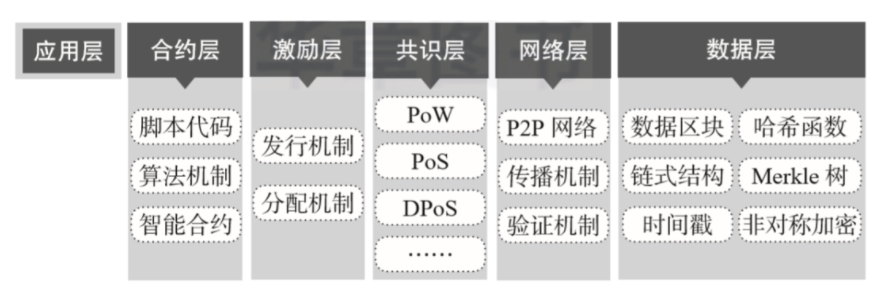 应用层
合约层
脚本代码
算法机制
智能合约
激励层
发行机制
分配机制
共识层
PoW
PoS
DPoS
……
网络层
P2P 网络
传播机制
验证机制
数据层
数据区块
哈希函数
链式结构
Merkle 树
时间戳
非对称加密